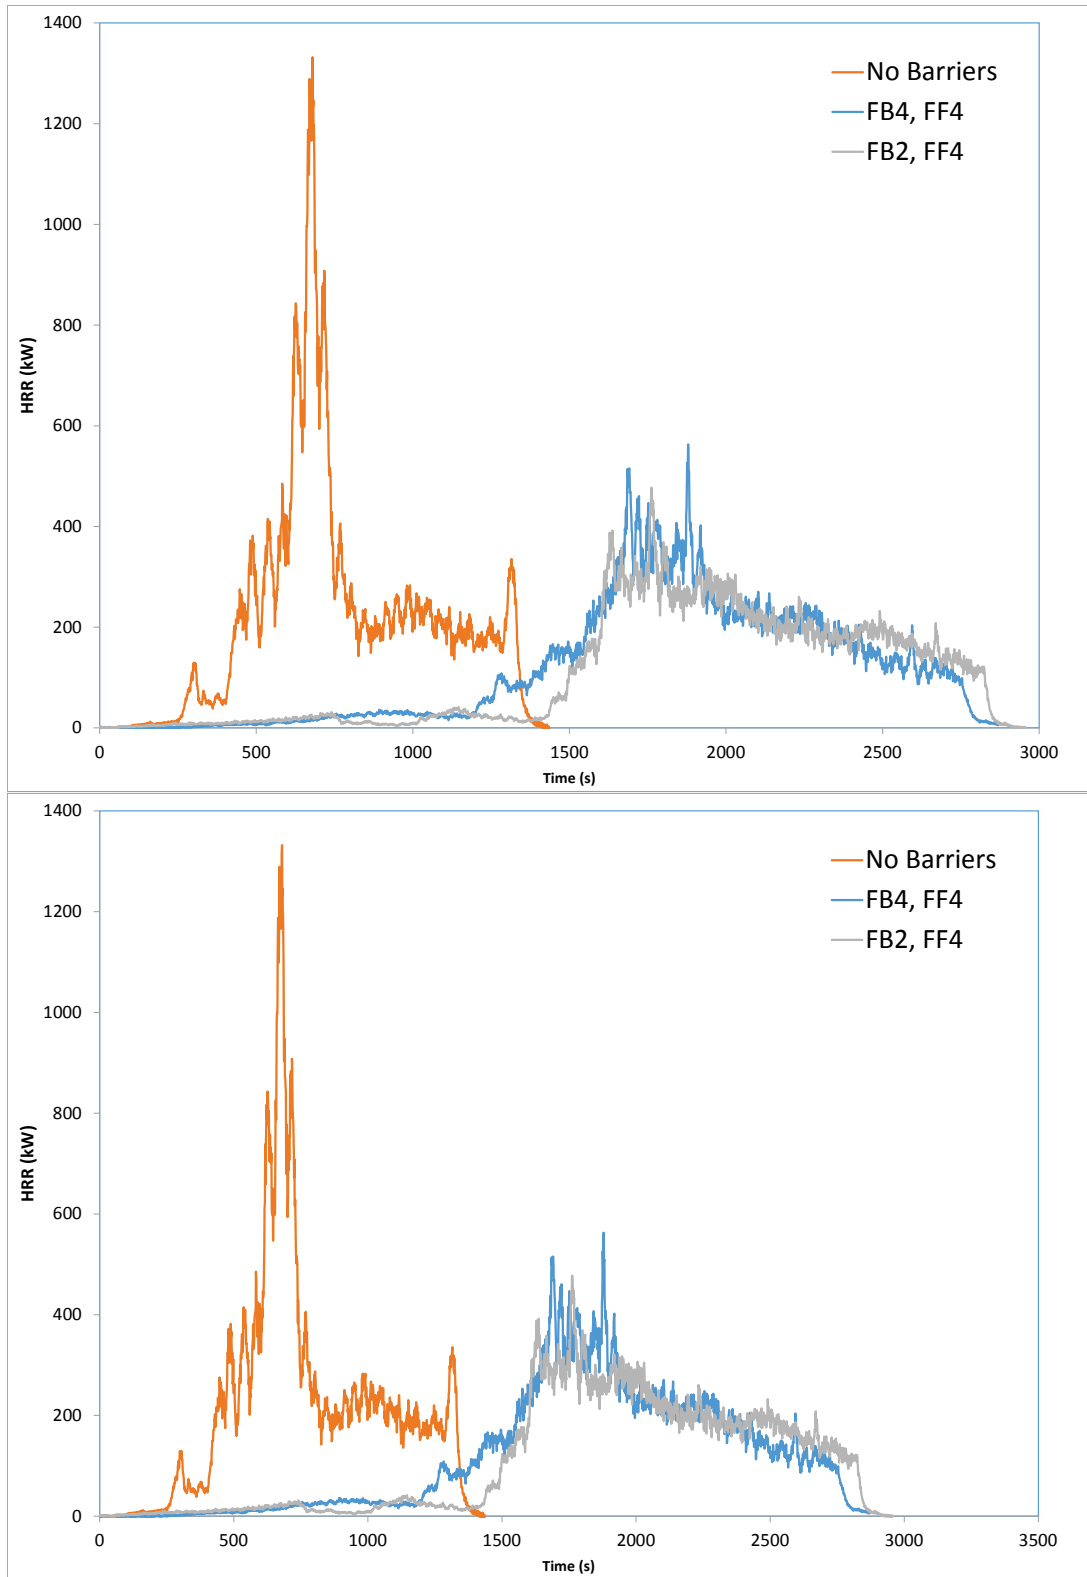 1400
1200
1000
800
600
400
200
0
HRR (kW)
No Barriers
FB4, FF4
FB2, FF4
0 500 1000 1500 2000 2500 3000
Time (s)
1400
1200
1000
800
600
400
200
0
HRR (kW)
No Barriers
FB4, FF4
FB2, FF4
0 500 1000 1500 2000 2500 3000 3500
Time (s)